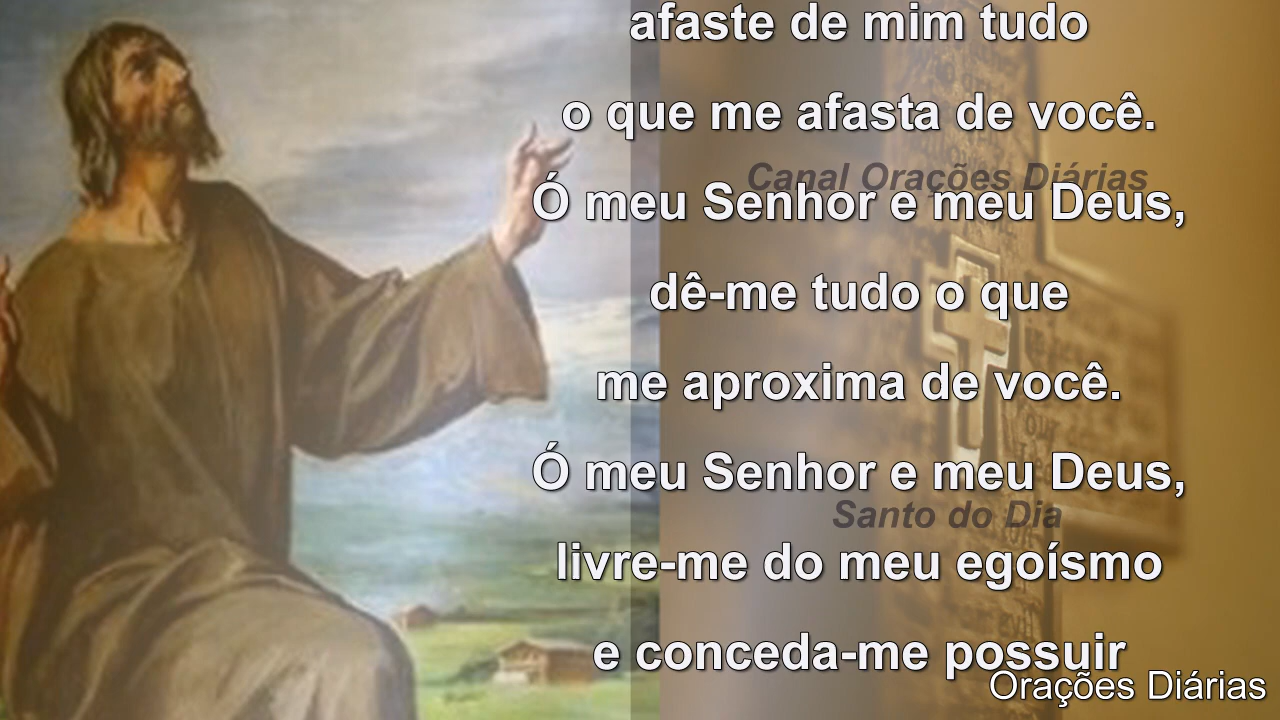 afaste de mim tudo
o que me afasta de você.
Canal Orações Diárias
Ó meu Senhor e meu Deus,
dê-me tudo o que
me aproxima de você.
Ó meu Senhor e meu Deus,
Santo do Dia
livre-me do meu egoísmo
e conceda-me possuir
Orações Diárias